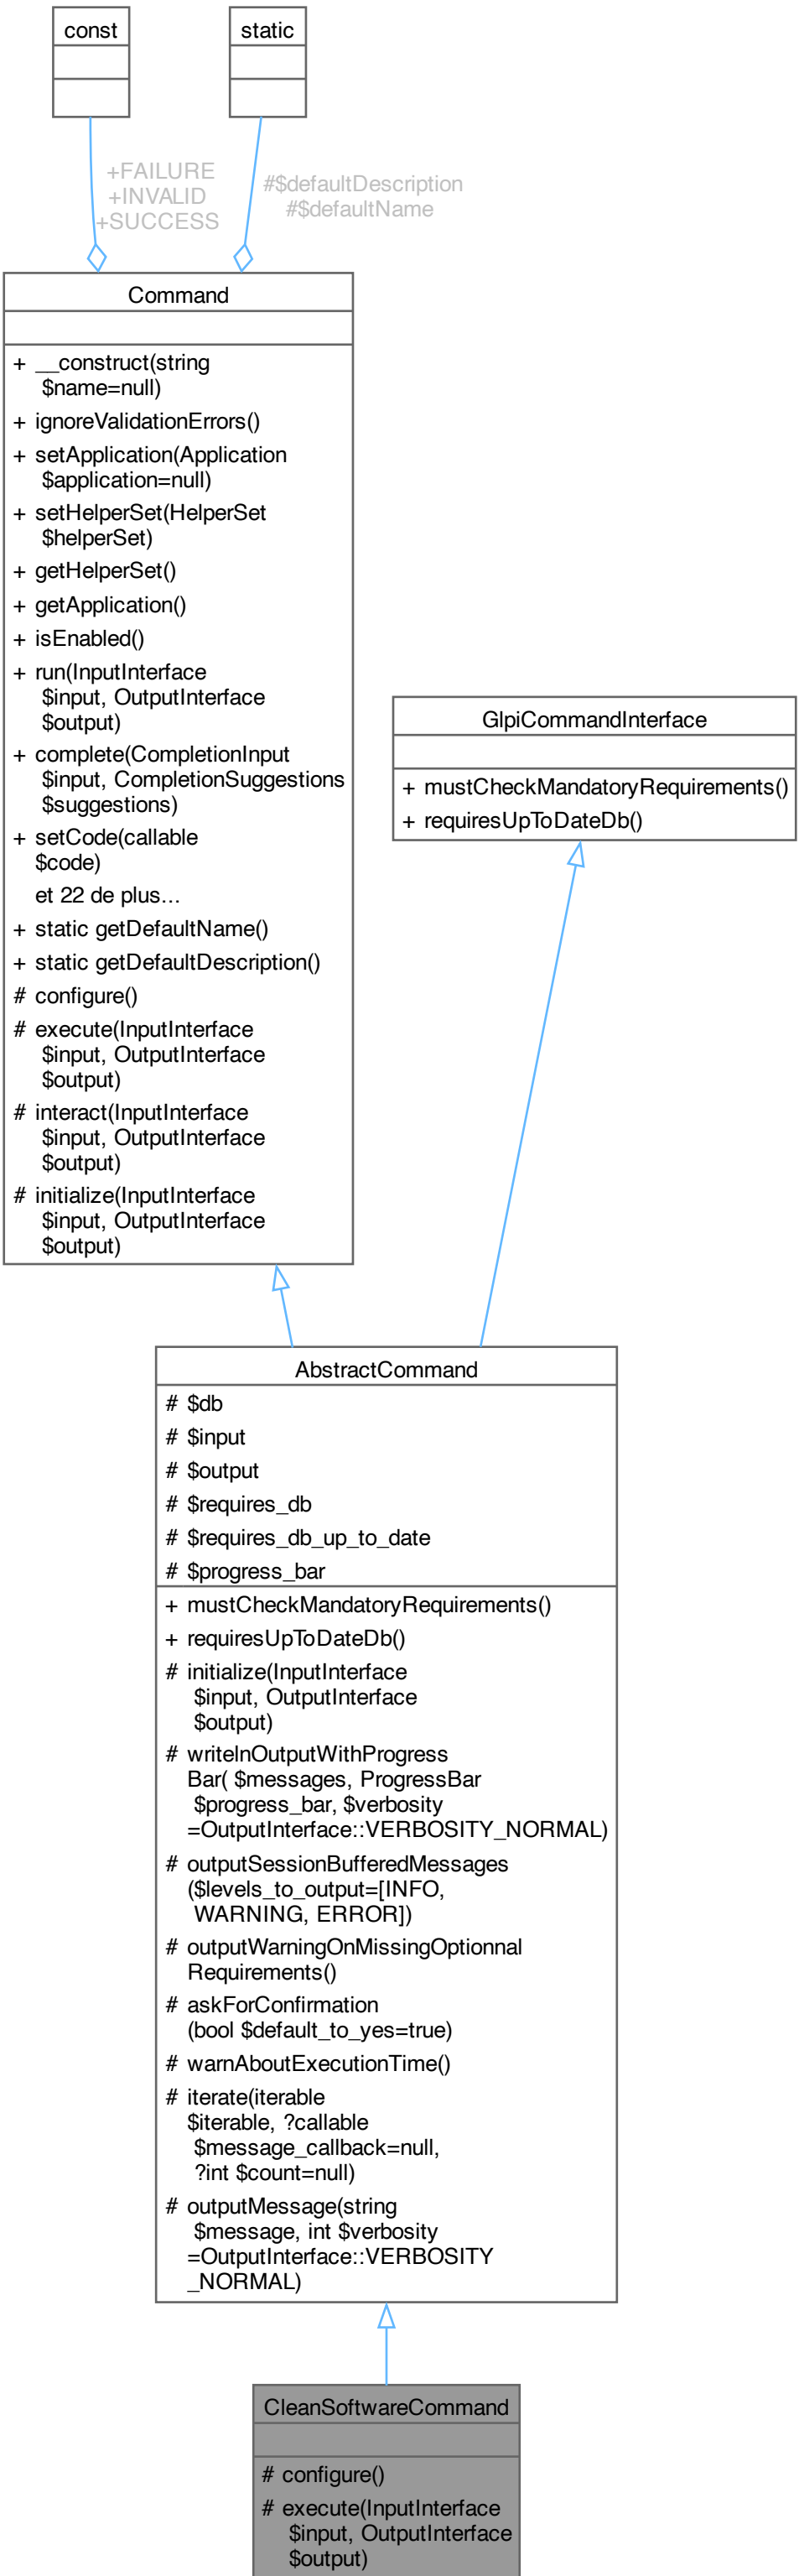 const
static
+FAILURE
+INVALID
+SUCCESS
#$defaultDescription
#$defaultName
Command
+ __construct(string
$name=null)
+ ignoreValidationErrors()
+ setApplication(Application
$application=null)
+ setHelperSet(HelperSet
$helperSet)
+ getHelperSet()
+ getApplication()
+ isEnabled()
+ run(InputInterface
$input, OutputInterface
$output)
+ complete(CompletionInput
$input, CompletionSuggestions
$suggestions)
+ setCode(callable
$code)
et 22 de plus...
+ static getDefaultName()
+ static getDefaultDescription()
# configure()
# execute(InputInterface
$input, OutputInterface
$output)
# interact(InputInterface
$input, OutputInterface
$output)
# initialize(InputInterface
$input, OutputInterface
$output)
GlpiCommandInterface
+ mustCheckMandatoryRequirements()
+ requiresUpToDateDb()
AbstractCommand
# $db
# $input
# $output
# $requires_db
# $requires_db_up_to_date
# $progress_bar
+ mustCheckMandatoryRequirements()
+ requiresUpToDateDb()
# initialize(InputInterface
$input, OutputInterface
$output)
# writelnOutputWithProgress
Bar( $messages, ProgressBar
$progress_bar, $verbosity
=OutputInterface::VERBOSITY_NORMAL)
# outputSessionBufferedMessages
($levels_to_output=[INFO,
WARNING, ERROR])
# outputWarningOnMissingOptionnal
Requirements()
# askForConfirmation
(bool $default_to_yes=true)
# warnAboutExecutionTime()
# iterate(iterable
$iterable, ?callable
$message_callback=null,
?int $count=null)
# outputMessage(string
$message, int $verbosity
=OutputInterface::VERBOSITY
_NORMAL)
CleanSoftwareCommand
# configure()
# execute(InputInterface
$input, OutputInterface
$output)